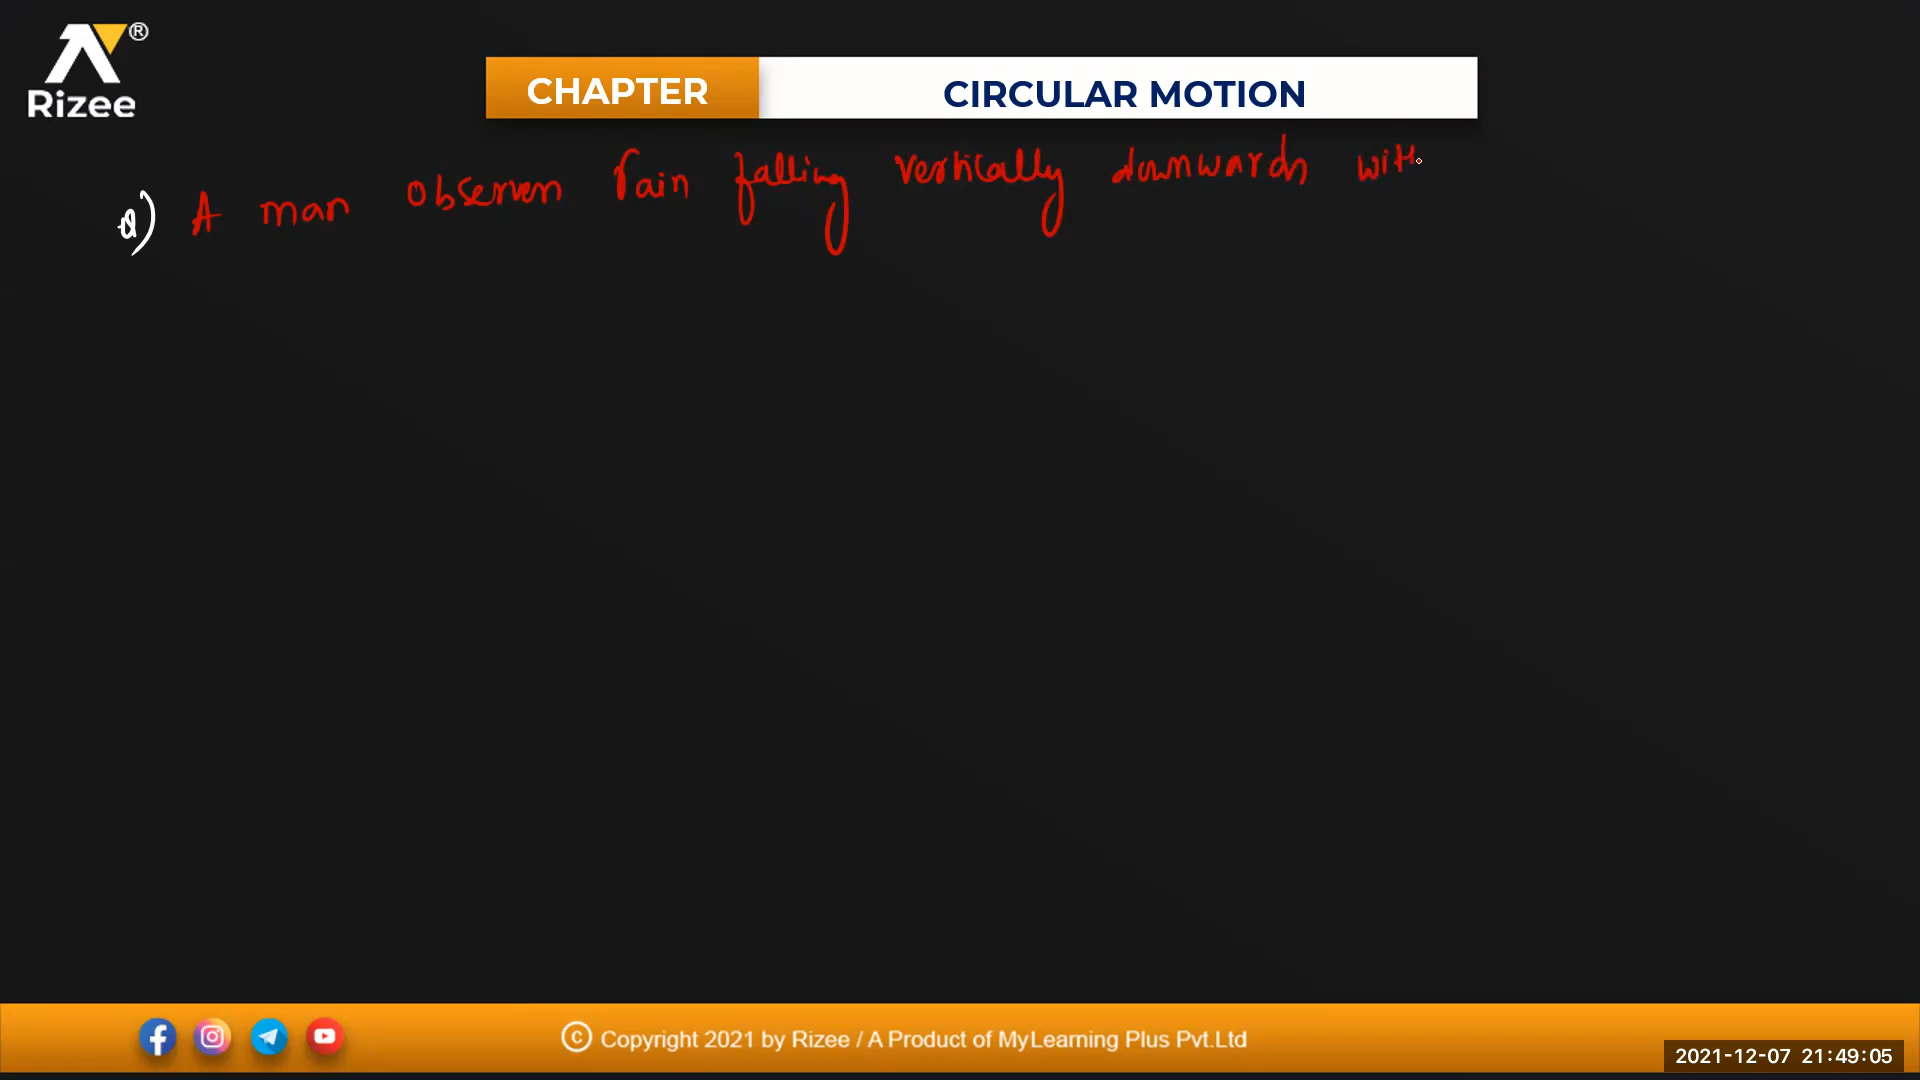 Rizee®
CHAPTER CIRCULAR MOTION
Q) A man observes rain falling vertically downwards with
© Copyright 2021 by Rizee / A Product of MyLearning Plus Pvt.Ltd
2021-12-07 21:49:05